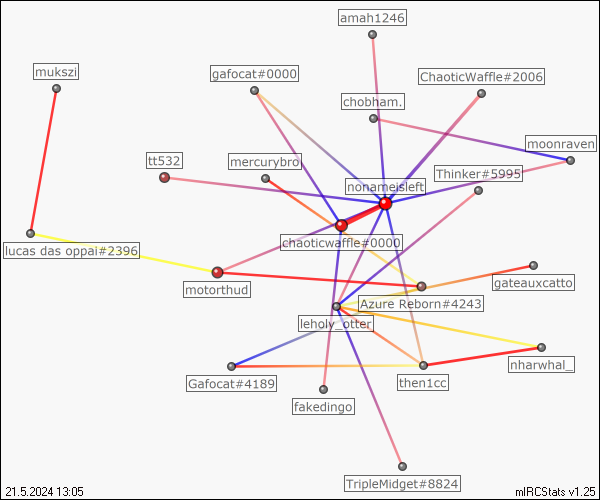 amah1246
mukszi
gafocat#0000
ChaoticWaffle#2006
chobham.
moonraven
tt532
mercurybro
Thinker#5995
nonameisleft
chaoticwaffle#0000
lucas das oppai#2396
motorthud
gateauxcatto
Azure Reborn#4243
leholy_otter
nharwhal_
Gafocat#4189
then1cc
fakedingo
TripleMidget#8824
21.5.2024 13:05
mIRCStats v1.25